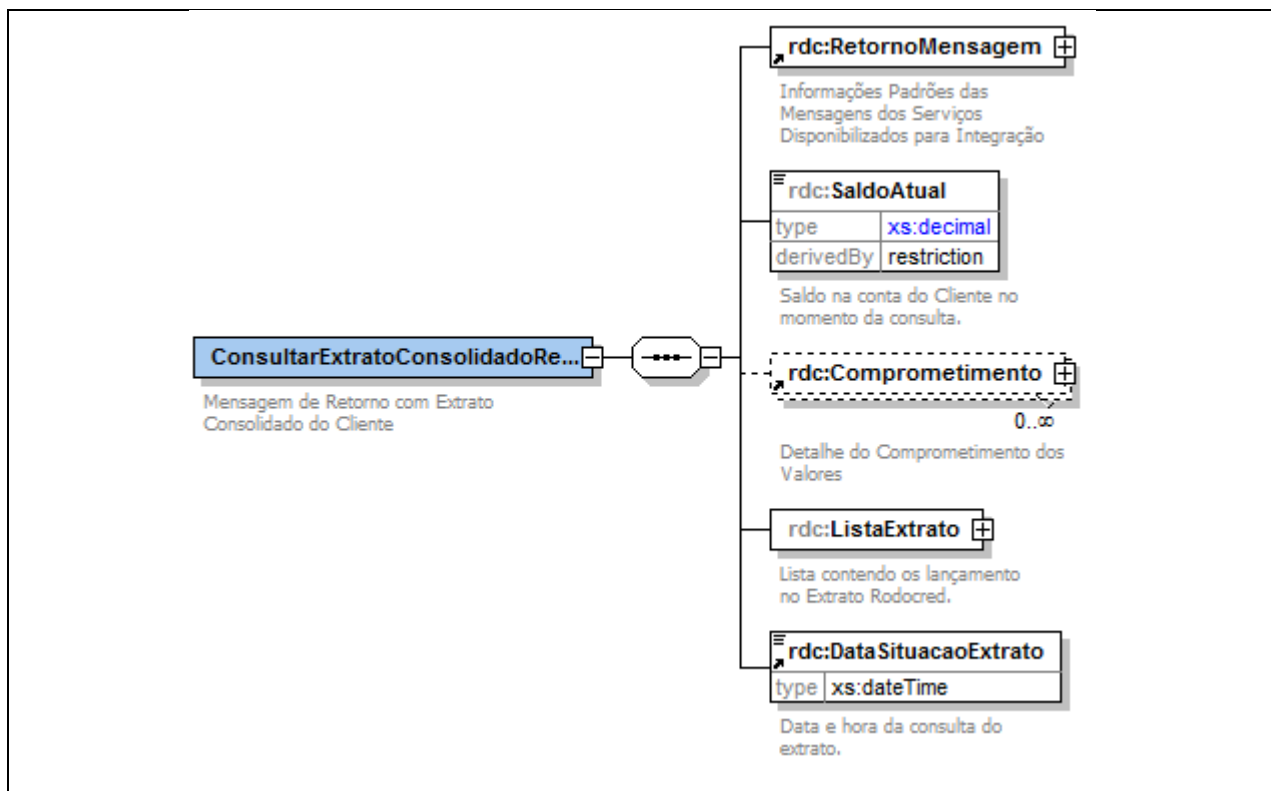 rdc:RetornoMensagem
Informações Padrões das
Mensagens dos Serviços
Disponibilizados para Integração
rdc:SaldoAtual
type xs:decimal
derivedBy restriction
Saldo na conta do Cliente no
momento da consulta.
ConsultarExtratoConsolidadoRe...
Mensagem de Retorno com Extrato
Consolidado do Cliente
rdc:Comprometimento
0..∞
Detalhe do Comprometimento dos
Valores
rdc:ListaExtrato
Lista contendo os lançamento
no Extrato Rodocred.
rdc:DataSituacaoExtrato
type xs:dateTime
Data e hora da consulta do
extrato.